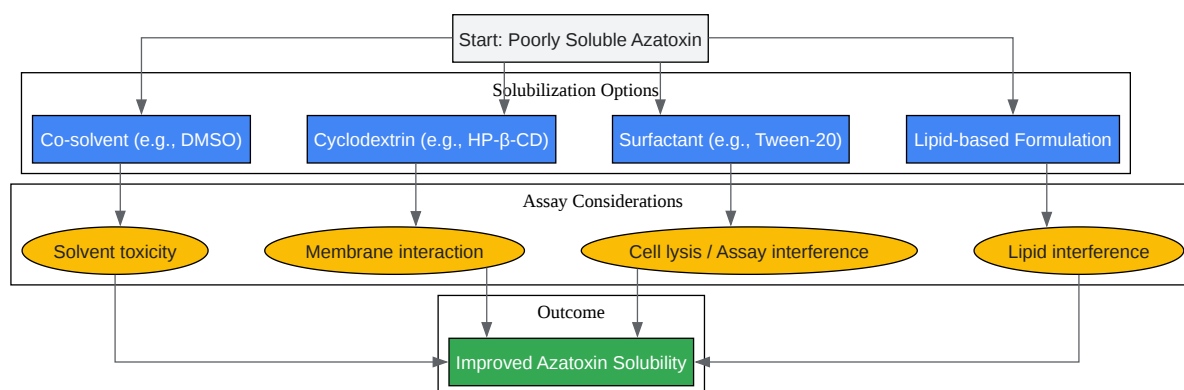 Start: Poorly Soluble Azatoxin
Solubilization Options
Co-solvent (e.g., DMSO)
Cyclodextrin (e.g., HP-β-CD)
Surfactant (e.g., Tween-20)
Lipid-based Formulation
Assay Considerations
Solvent toxicity
Membrane interaction
Cell lysis / Assay interference
Lipid interference
Outcome
Improved Azatoxin Solubility